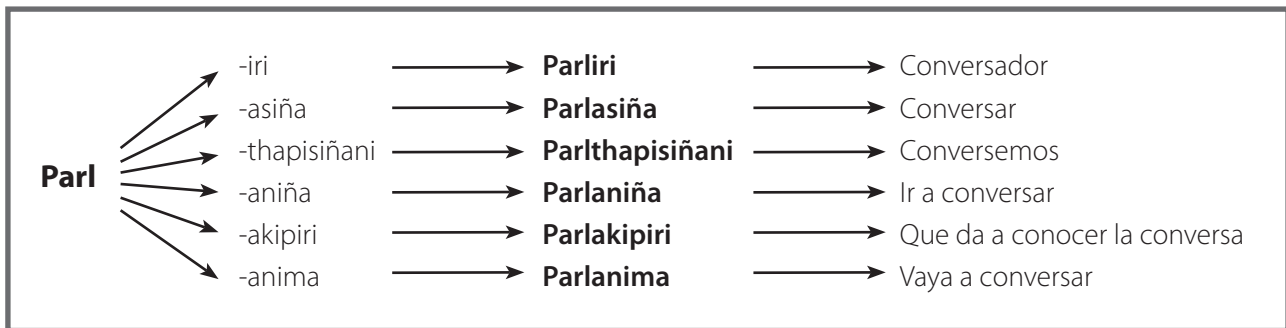 -iri Parliri Conversador
-asiña Parlasiña Conversar
-thapisiñani Parlthapisiñani Conversemos
Parl
-aniña Parlaniña Ir a conversar
-akipiri Parlakipiri Que da a conocer la conversa
-anima Parlanima Vaya a conversar